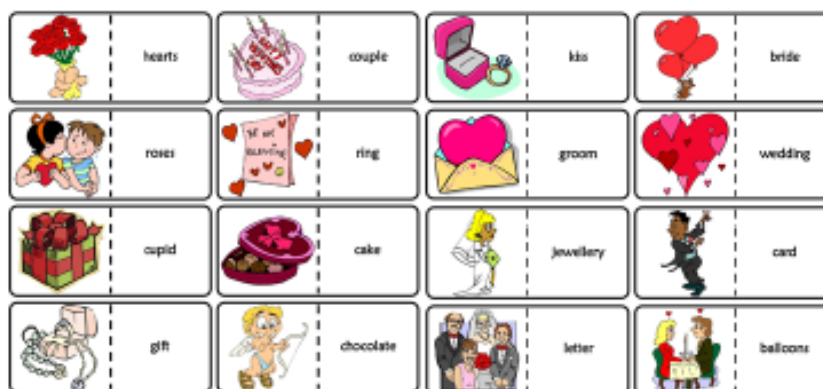 hearts
couple
kiss
bride
roses
ring
groom
wedding
cupid
cake
jewellery
card
gift
chocolate
letter
balloons